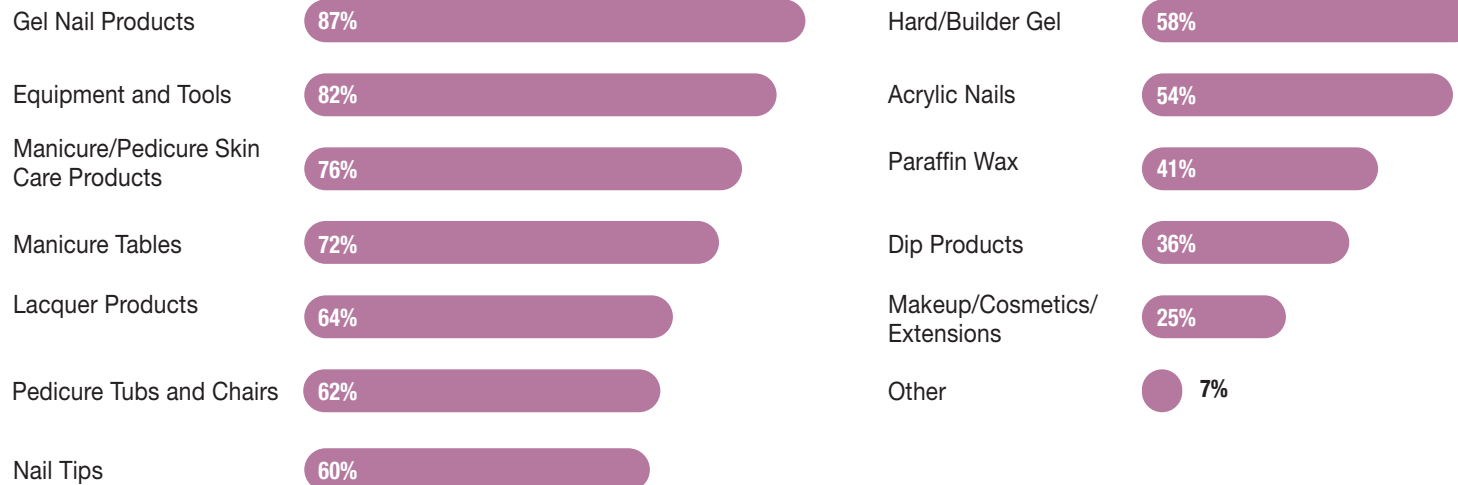 Gel Nail Products 87%
Equipment and Tools 82%
Manicure/Pedicure Skin
Care Products 76%
Manicure Tables 72%
Lacquer Products 64%
Pedicure Tubs and Chairs 62%
Nail Tips 60%
Hard/Builder Gel 58%
Acrylic Nails 54%
Paraffin Wax 41%
Dip Products 36%
Makeup/Cosmetics/
Extensions 25%
Other 7%